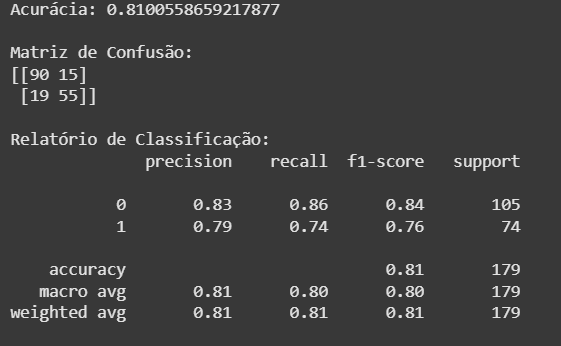 Acurácia: 0.8100558659217877
Matriz de Confusão:
[[90 15]
 [19 55]]
Relatório de Classificação:
precision recall f1-score support
0 0.83 0.86 0.84 105
1 0.79 0.74 0.76 74
accuracy 0.81 179
macro avg 0.81 0.80 0.80 179
weighted avg 0.81 0.81 0.81 179